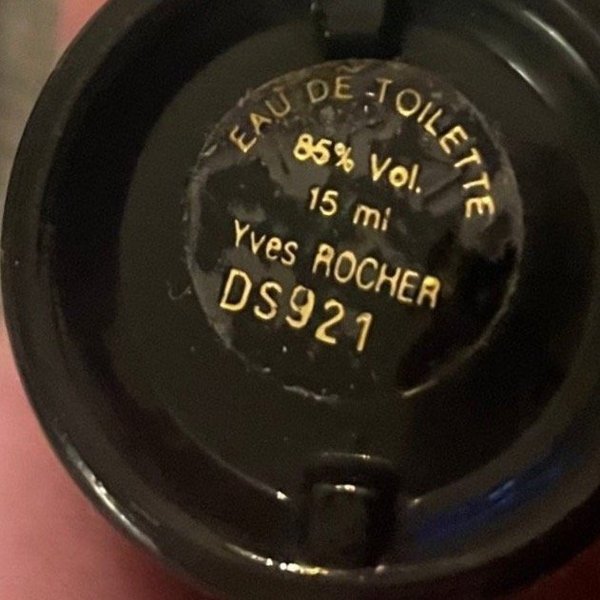 EAU DE TOILETTE
85% Vol.
15 ml
Yves ROCHER
DS921